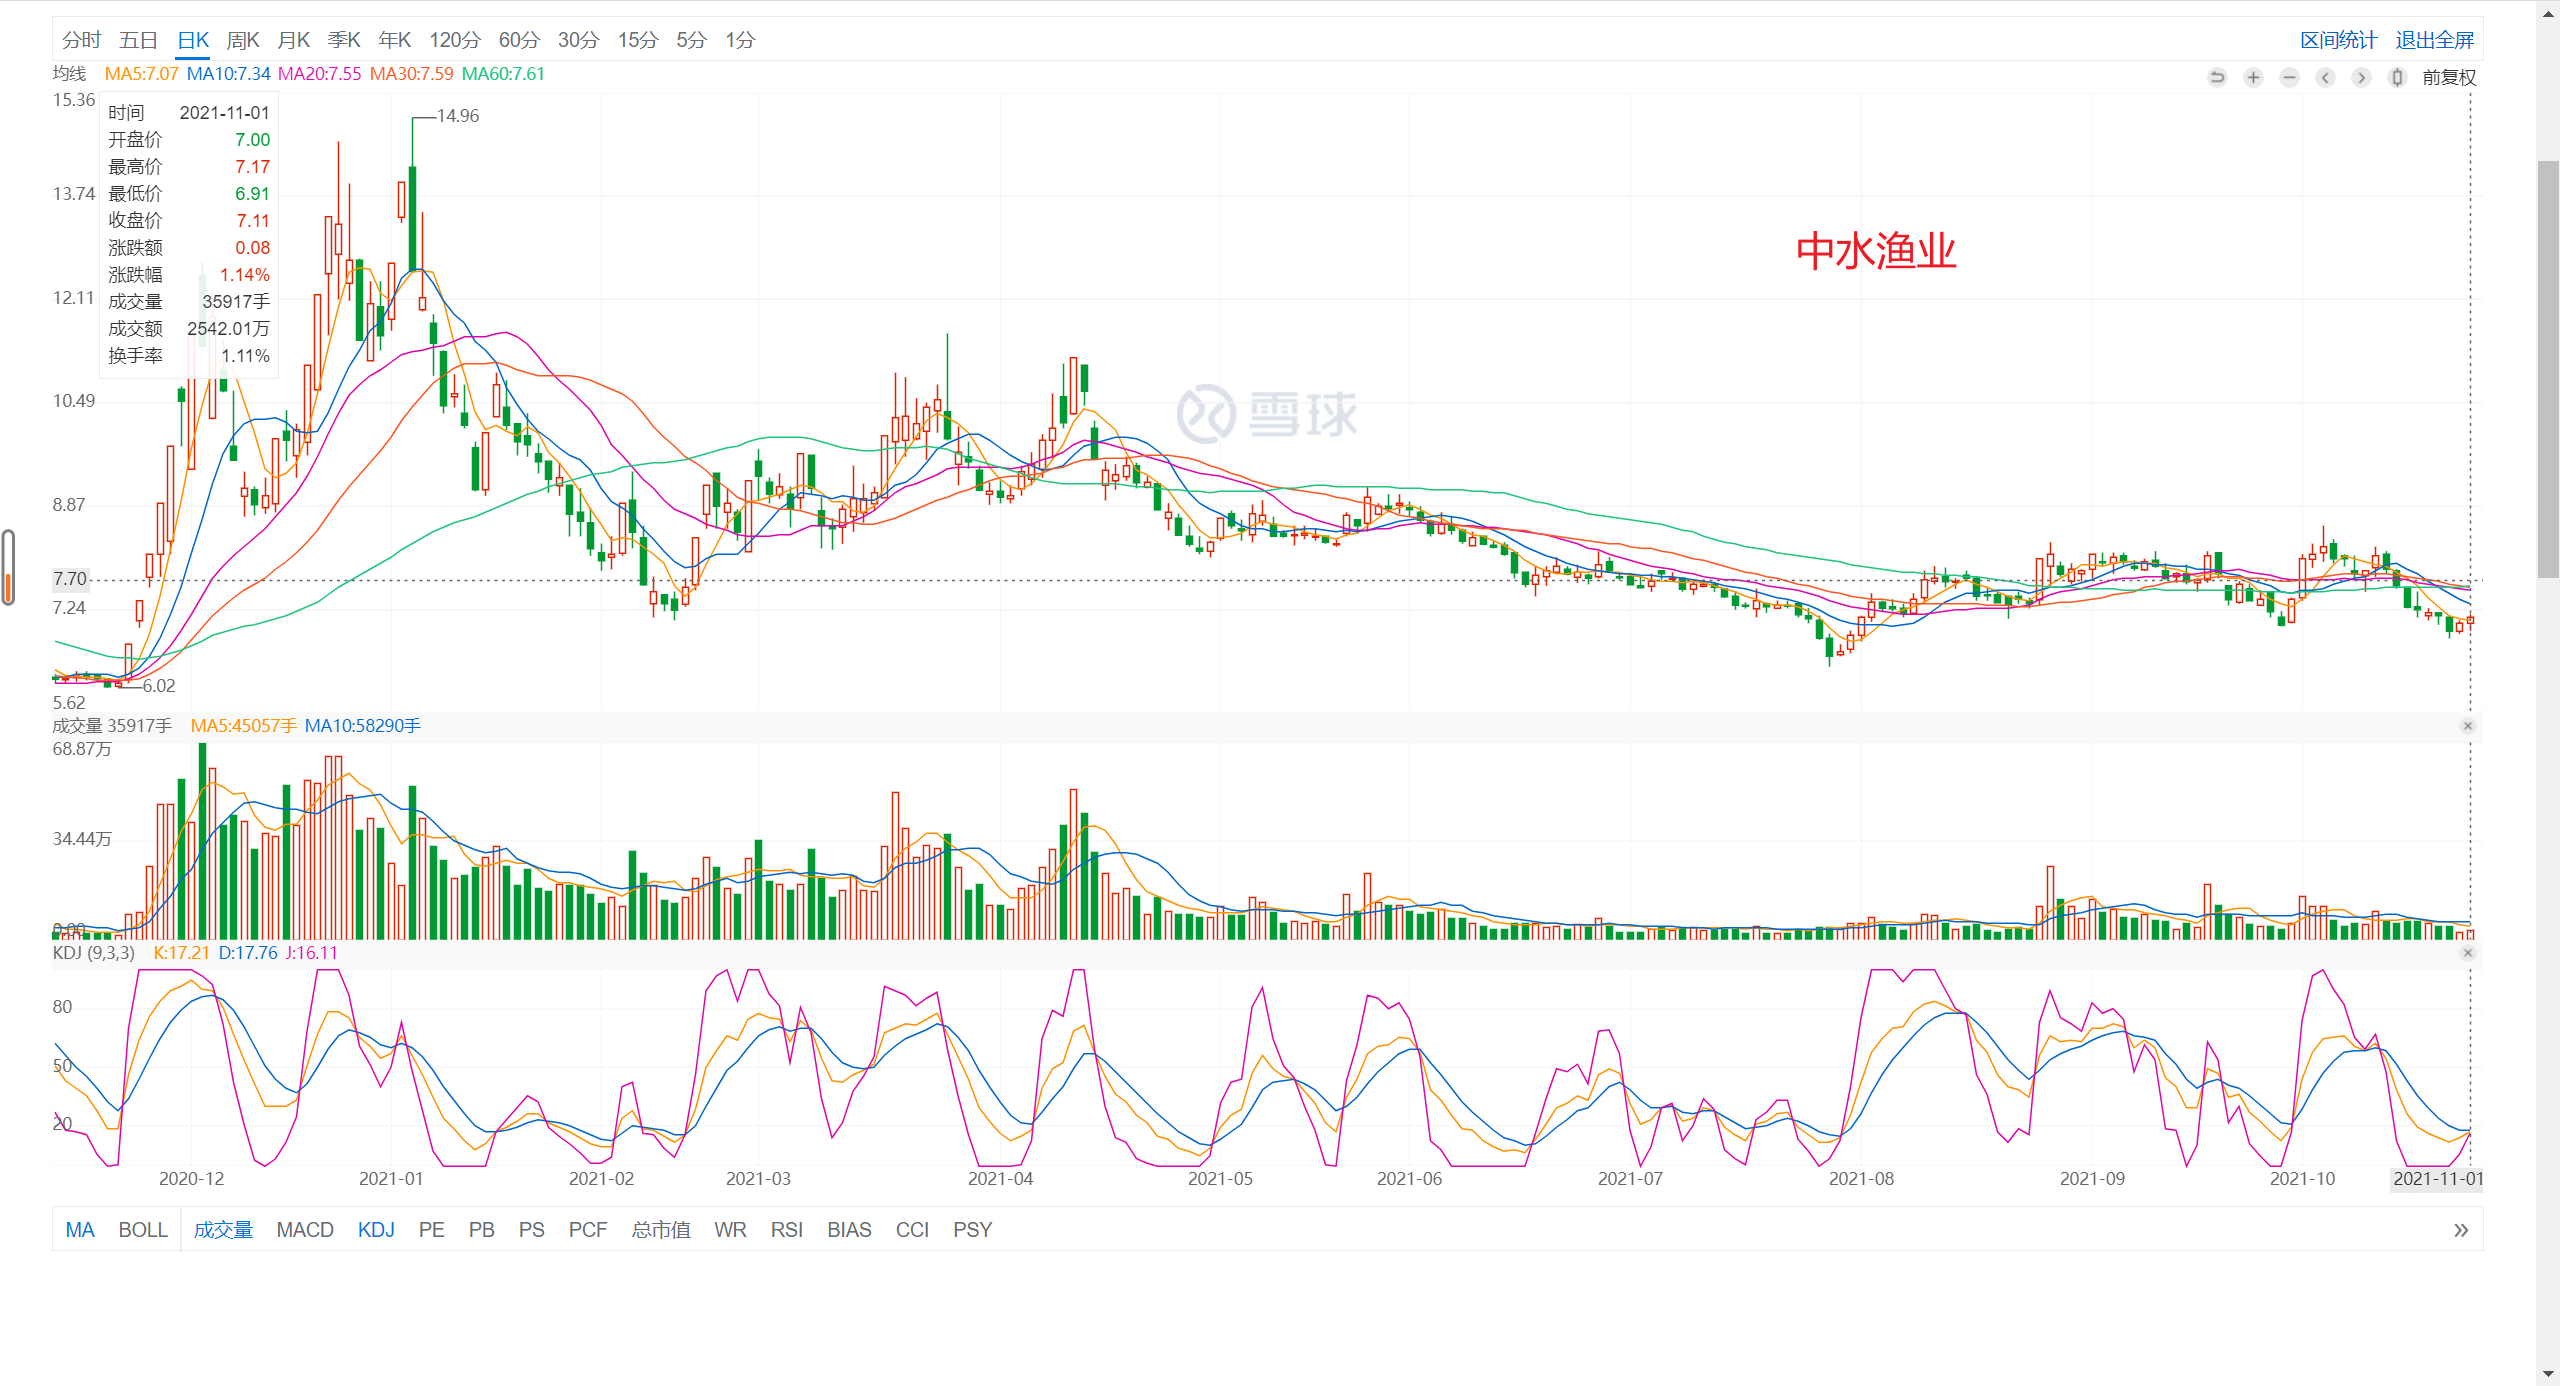 分时 五日 日K 周K 月K 季K 年K 120分 60分 30分 15分 5分 1分 区间统计 退出全屏
均线 MA5:7.07 MA10:7.34 MA20:7.55 MA30:7.59 MA60:7.61 前复权
15.36
时间 2021-11-01
14.96
开盘价 7.00
最高价 7.17
13.74
最低价 6.91
收盘价 7.11
涨跌额 0.08
中水渔业
涨跌幅 1.14%
12.11
成交量 35917手
成交额 2542.01万
换手率 1.11%
10.49
雪球
8.87
7.70
7.24
6.02
5.62
成交量 35917手 MA5:45057手 MA10:58290手
68.87万
34.44万
0.00
KDJ (9,3,3) K:17.21 D:17.76 J:16.11
80
50
20
2020-12 2021-01 2021-02 2021-03 2021-04 2021-05 2021-06 2021-07 2021-08 2021-09 2021-10 2021-11-01
MA BOLL 成交量 MACD KDJ PE PB PS PCF 总市值 WR RSI BIAS CCI PSY